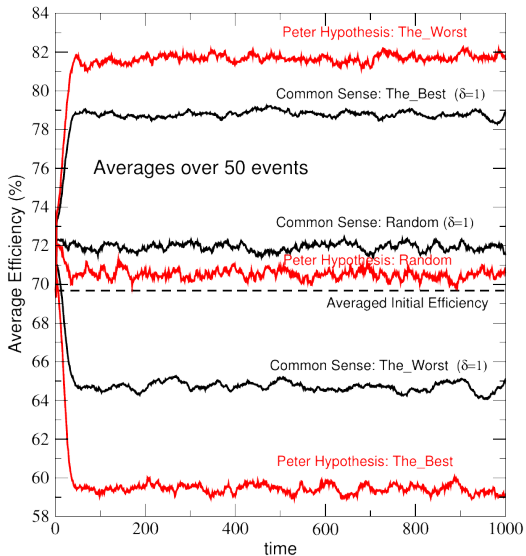 84
Peter Hypothesis: The_Worst
82
80
Common Sense: The_Best (δ=1)
78
76
Averages over 50 events
74
Common Sense: Random (δ=1)
72
Peter Hypothesis: Random
70
Averaged Initial Efficiency
68
66
Common Sense: The_Worst (δ=1)
64
62
Peter Hypothesis: The_Best
60
58
Average Efficiency (%)
0 200 400 600 800 1000
time